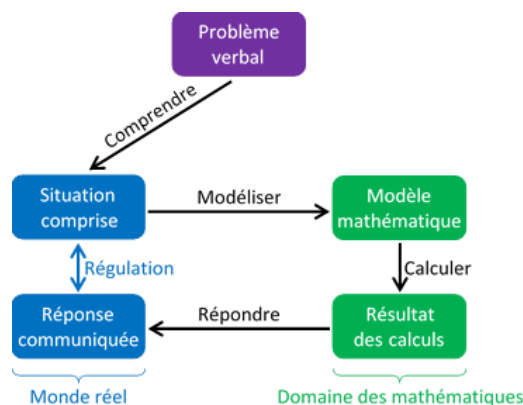 Problème
verbal
Comprendre
Situation
comprise
Modéliser
Modèle
mathématique
Régulation
Calculer
Réponse
communiquée
Répondre
Résultat
des calculs
Monde réel
Domaine des mathématiques